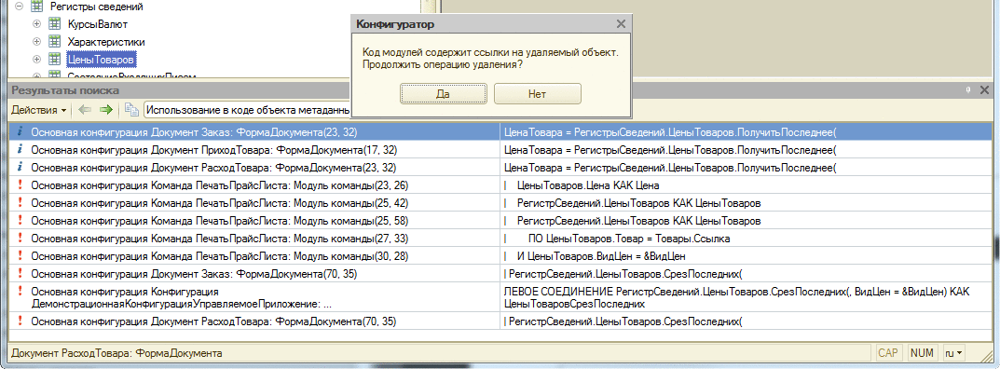 Регистры сведений
КурсыВалют
Характеристики
ЦеныТоваров
СостояниеВходящихПисем
Конфигуратор
Код модулей содержит ссылки на удаляемый объект.
Продолжить операцию удаления?
Да Нет
Результаты поиска
Действия Использование в коде объекта метаданны
Основная конфигурация Документ Заказ: ФормаДокумента(23, 32) ЦенаТовара = РегистрыСведений.ЦеныТоваров.ПолучитьПоследнее(
Основная конфигурация Документ ПриходТовара: ФормаДокумента(17, 32) ЦенаТовара = РегистрыСведений.ЦеныТоваров.ПолучитьПоследнее(
Основная конфигурация Документ РасходТовара: ФормаДокумента(23, 32) ЦенаТовара = РегистрыСведений.ЦеныТоваров.ПолучитьПоследнее(
Основная конфигурация Команда ПечатьПрайсЛиста: Модуль команды(23, 26) | ЦеныТоваров.Цена КАК Цена
Основная конфигурация Команда ПечатьПрайсЛиста: Модуль команды(25, 42) | РегистрСведений.ЦеныТоваров КАК ЦеныТоваров
Основная конфигурация Команда ПечатьПрайсЛиста: Модуль команды(25, 58) | РегистрСведений.ЦеныТоваров КАК ЦеныТоваров
Основная конфигурация Команда ПечатьПрайсЛиста: Модуль команды(27, 33) | ПО ЦеныТоваров.Товар = Товары.Ссылка
Основная конфигурация Команда ПечатьПрайсЛиста: Модуль команды(30, 28) | И ЦеныТоваров.ВидЦен = &ВидЦен
Основная конфигурация Документ Заказ: ФормаДокумента(70, 35) | РегистрСведений.ЦеныТоваров.СрезПоследних(
Основная конфигурация Конфигурация ЛЕВОЕ СОЕДИНЕНИЕ РегистрСведений.ЦеныТоваров.СрезПоследних(, ВидЦен = &ВидЦен) КАК
ДемонстрационнаяКонфигурацияУправляемоеПриложение: ... ЦеныТоваровСрезПоследних
Основная конфигурация Документ РасходТовара: ФормаДокумента(70, 35) | РегистрСведений.ЦеныТоваров.СрезПоследних(
Документ РасходТовара: ФормаДокумента CAP NUM ru